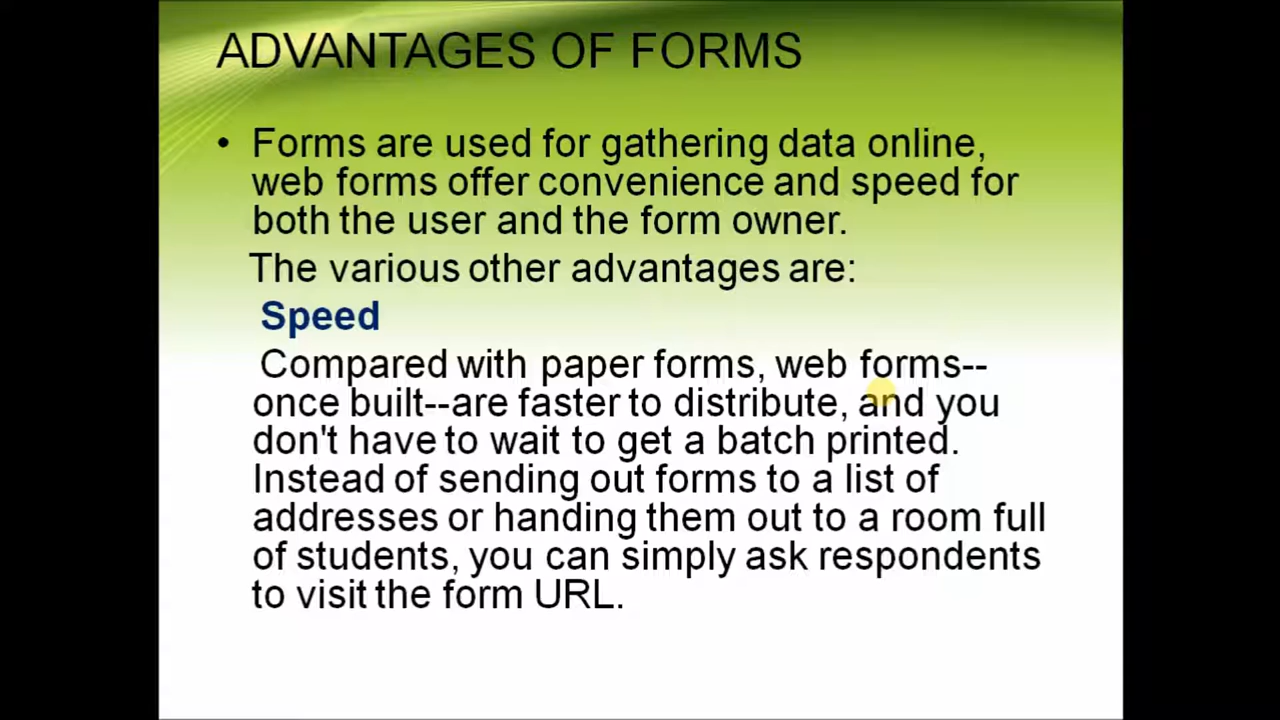 ADVANTAGES OF FORMS
• Forms are used for gathering data online,
web forms offer convenience and speed for
both the user and the form owner.
The various other advantages are:
Speed
Compared with paper forms, web forms--
once built--are faster to distribute, and you
don't have to wait to get a batch printed.
Instead of sending out forms to a list of
addresses or handing them out to a room full
of students, you can simply ask respondents
to visit the form URL.